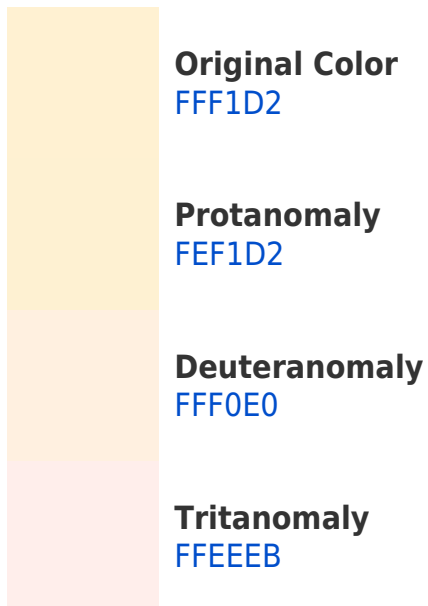 Original Color
FFF1D2
Protanomaly
FEF1D2
Deuteranomaly
FFF0E0
Tritanomaly
FFEEEB